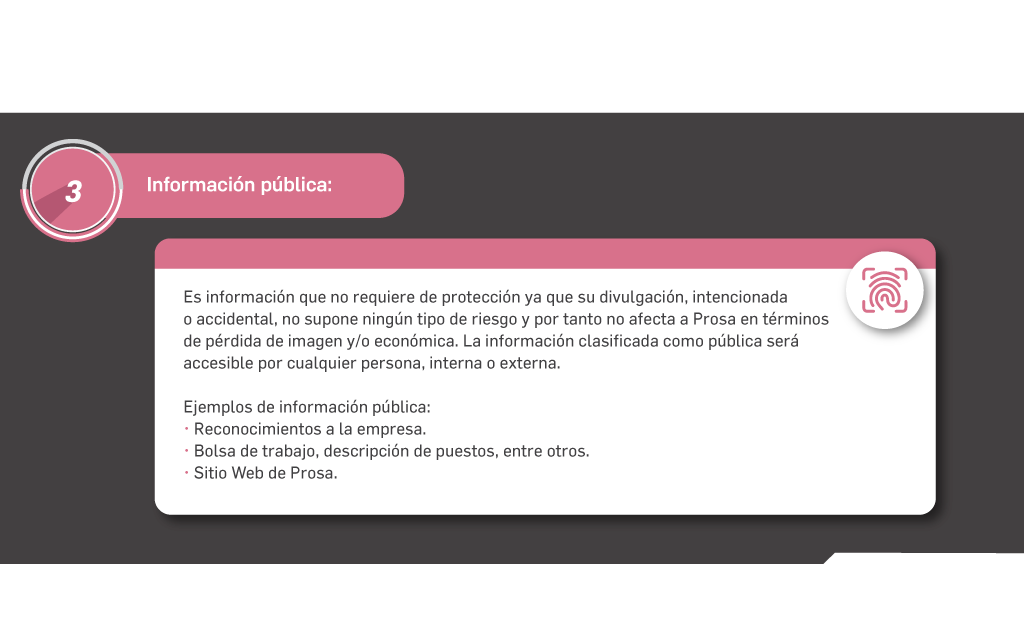 3
Información pública:
Es información que no requiere de protección ya que su divulgación, intencionada
o accidental, no supone ningún tipo de riesgo y por tanto no afecta a Prosa en términos
de pérdida de imagen y/o económica. La información clasificada como pública será
accesible por cualquier persona, interna o externa.
Ejemplos de información pública:
· Reconocimientos a la empresa.
· Bolsa de trabajo, descripción de puestos, entre otros.
· Sitio Web de Prosa.